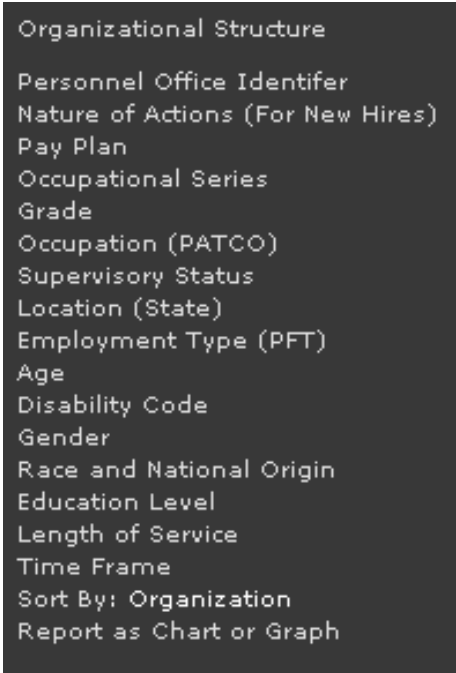 Organizational Structure
Personnel Office Identifer
Nature of Actions (For New Hires)
Pay Plan
Occupational Series
Grade
Occupation (PATCO)
Supervisory Status
Location (State)
Employment Type (PFT)
Age
Disability Code
Gender
Race and National Origin
Education Level
Length of Service
Time Frame
Sort By: Organization
Report as Chart or Graph